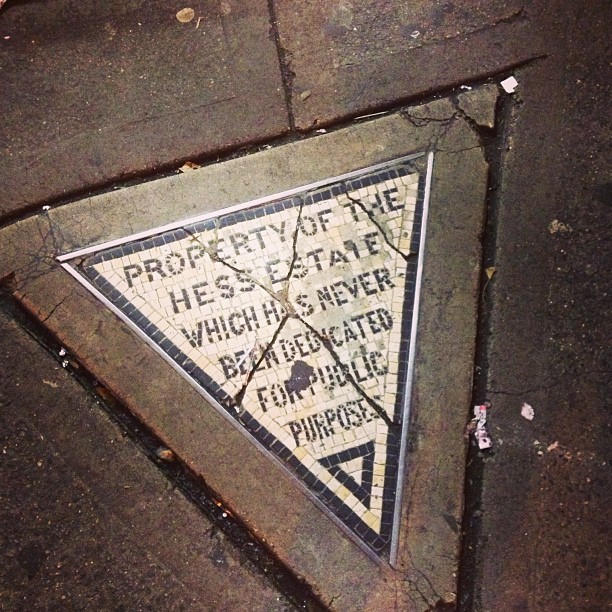 PROPERTY OF THE
HESS ESTATE
WHICH HAS NEVER
BEEN DEDICATED
FOR PUBLIC
PURPOSES